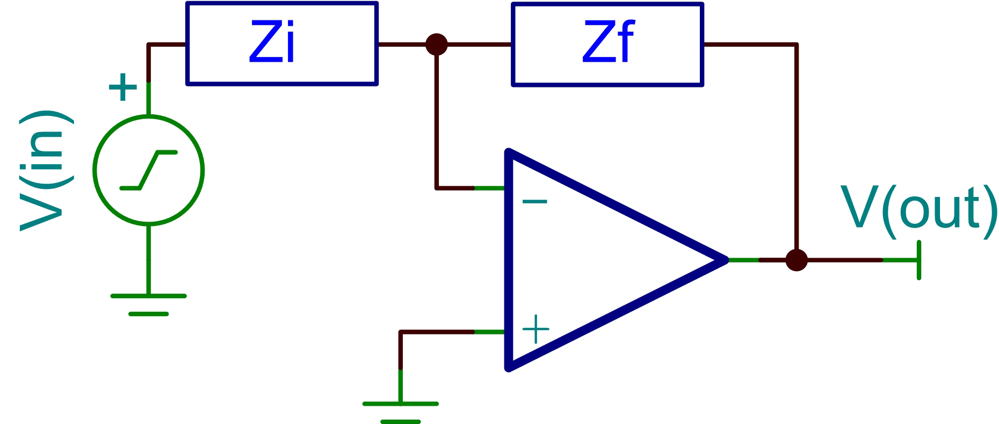 Zi
Zf
+
V(in)
−
V(out)
+